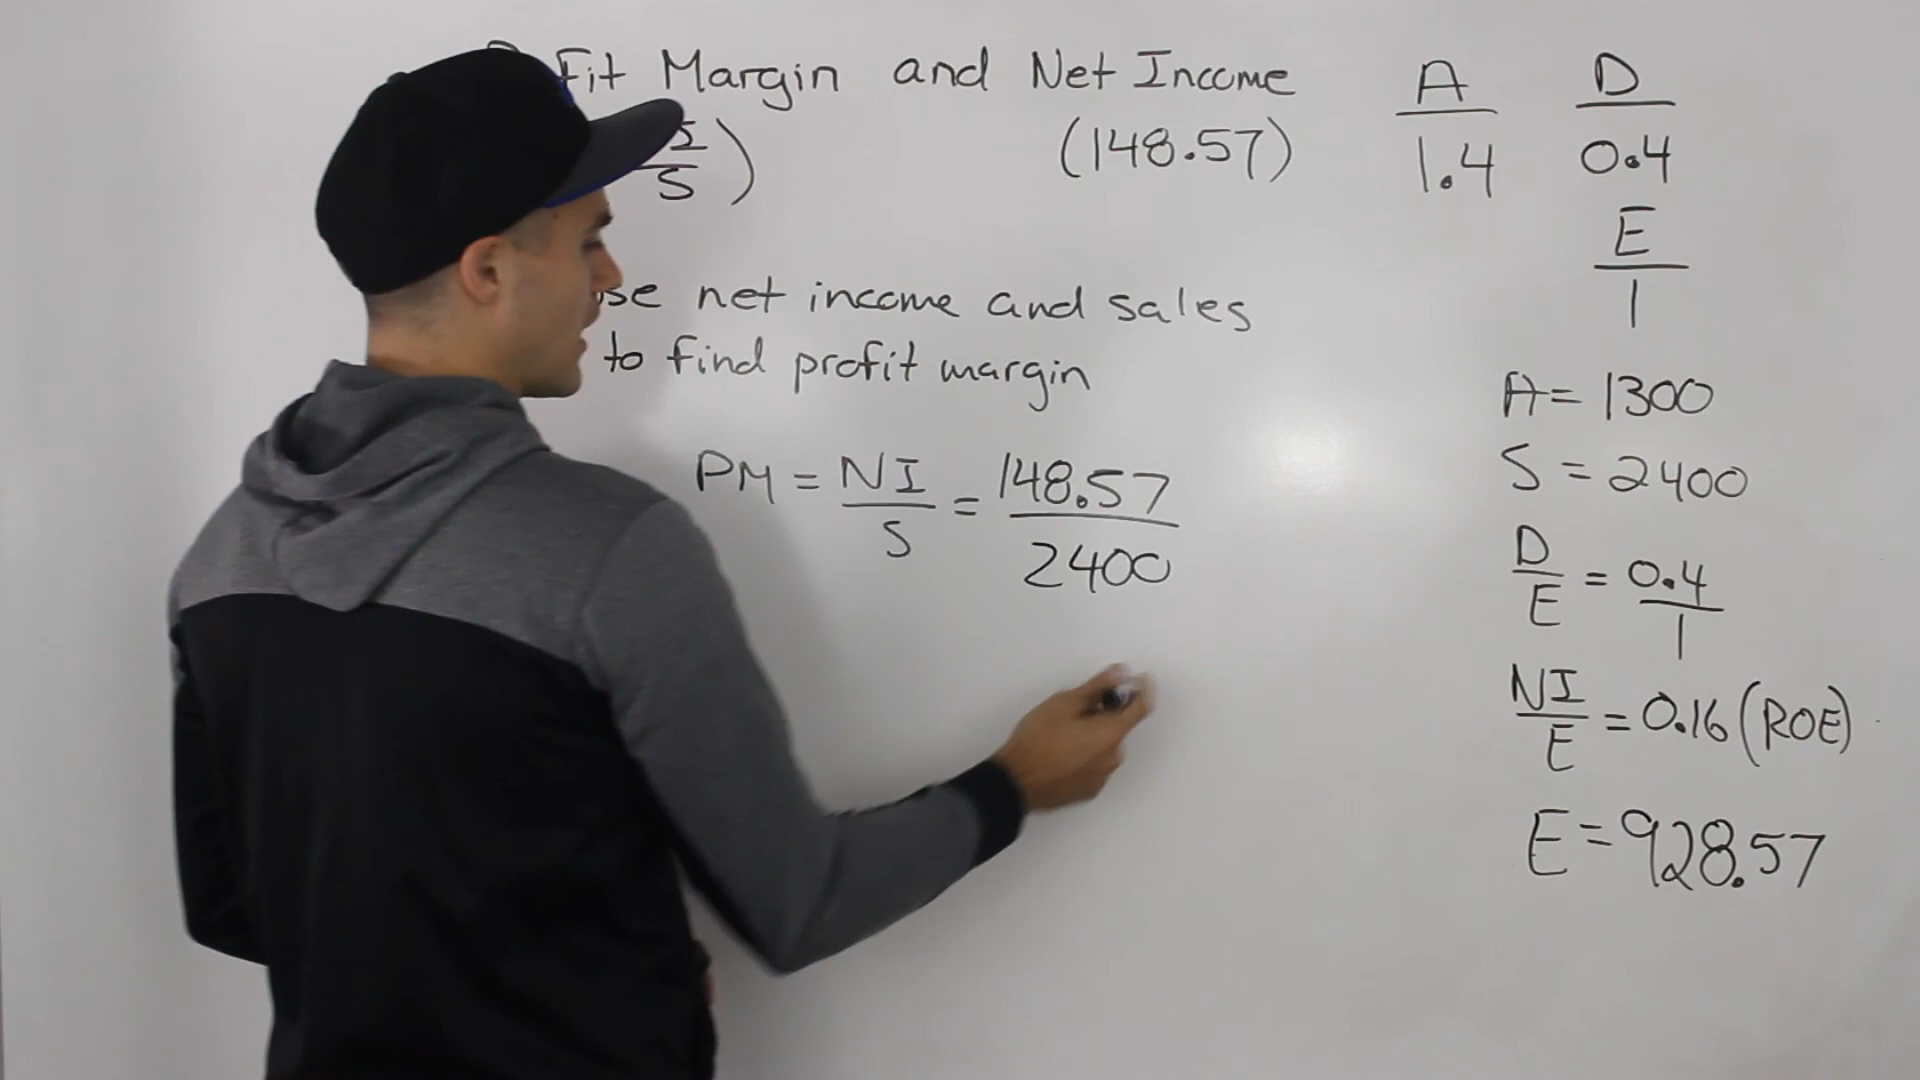 Fit Margin and Net Income
S)
(148.57)
A
1.4
D
0.4
E
1
net income and sales
to find profit margin
PM = NI/S = 148.57/2400
A = 1300
S = 2400
D/E = 0.4/1
NI/E = 0.16 (ROE)
E = 928.57